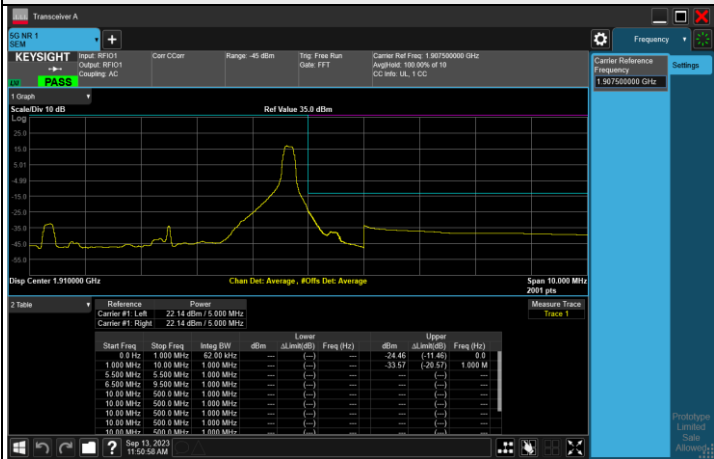 Transceiver A
5G NR 1
SEM
Frequency
KEYSIGHT
PASS
Input: RFIO1
Output: RFIO1
Coupling: AC
Corr CCorr
Range: -45 dBm
Trig: Free Run
Gate: FFT
Carrier Ref Freq: 1.907500000 GHz
Avg|Hold: 100.00% of 10
CC Info: UL, 1 CC
Carrier Reference
Frequency
1.907500000 GHz
Settings
1 Graph
Scale/Div 10 dB
Ref Value 35.0 dBm
Log
25.0
15.0
5.01
-4.99
-15.0
-25.0
-35.0
-45.0
-55.0
Disp Center 1.910000 GHz
Chan Det: Average , #Offs Det: Average
Span 10.000 MHz
2001 pts
2 Table
Reference Power
Carrier #1: Left 22.14 dBm / 5.000 MHz
Carrier #1: Right 22.14 dBm / 5.000 MHz
Measure Trace
Trace 1
Lower Upper
Start Freq Stop Freq Integ BW dBm ΔLimit(dB) Freq (Hz) dBm ΔLimit(dB) Freq (Hz)
0.0 Hz 1.000 MHz 62.00 kHz --- (---) --- -24.46 (-11.46) 0.0
1.000 MHz 10.00 MHz 1.000 MHz --- (---) --- -33.57 (-20.57) 1.000 M
5.500 MHz 5.500 MHz 1.000 MHz --- (---) --- --- (---) ---
6.500 MHz 9.500 MHz 1.000 MHz --- (---) --- --- (---) ---
10.00 MHz 500.0 MHz 1.000 MHz --- (---) --- --- (---) ---
10.00 MHz 500.0 MHz 1.000 MHz --- (---) --- --- (---) ---
10.00 MHz 500.0 MHz 1.000 MHz --- (---) --- --- (---) ---
10.00 MHz 500.0 MHz 1.000 MHz --- (---) --- --- (---) ---
10.00 MHz 500.0 MHz 1.000 MHz --- (---) --- --- (---) ---
Sep 13, 2023
11:50:58 AM
Prototype
Limited
Sale
Allowed